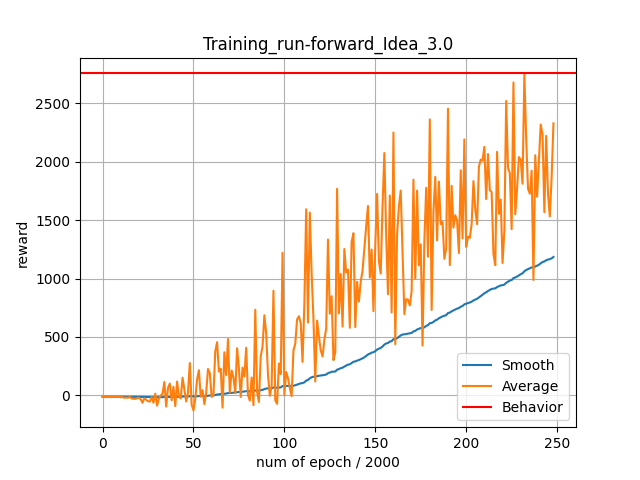 Training_run-forward_Idea_3.0
reward
2500
2000
1500
1000
500
0
0
50
100
150
200
250
num of epoch / 2000
Smooth
Average
Behavior